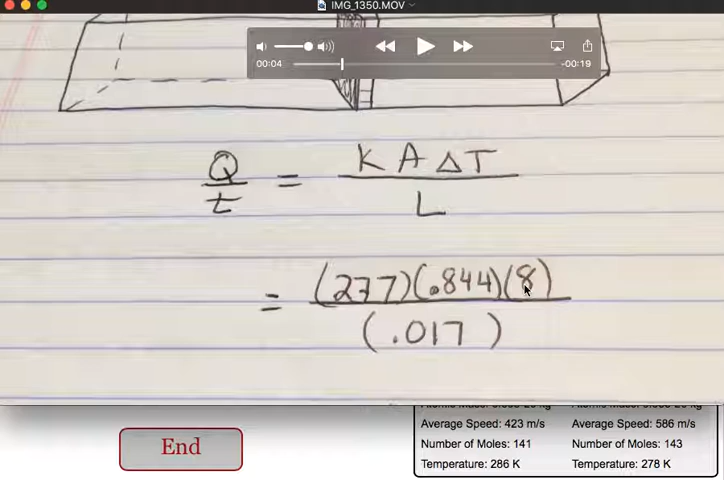 IMG_1350.MOV
00:04
-00:19
Q/t = K A Δ T / L
= (237)(.844)(8) / (.017)
End
Average Speed: 423 m/s
Average Speed: 586 m/s
Number of Moles: 141
Number of Moles: 143
Temperature: 286 K
Temperature: 278 K